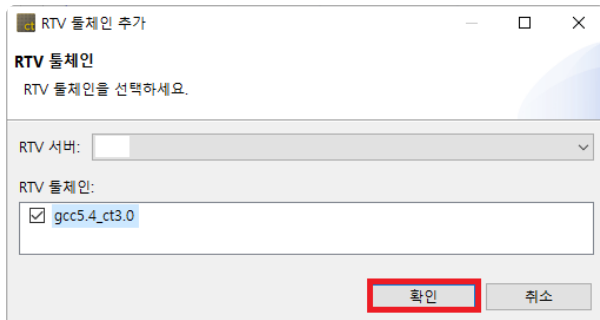 ct RTV 툴체인 추가
RTV 툴체인
RTV 툴체인을 선택하세요.
RTV 서버:
RTV 툴체인:
gcc5.4_ct3.0
확인 취소